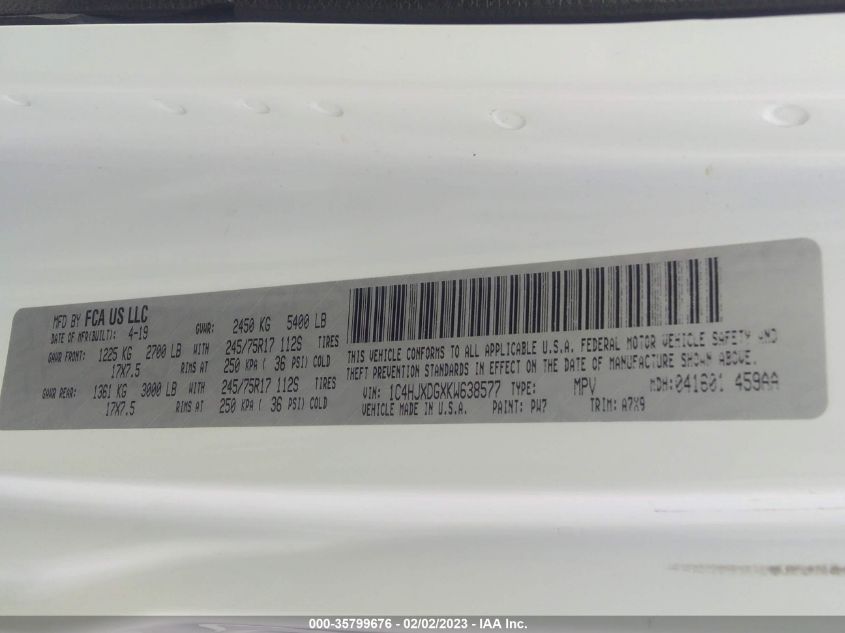 MFD BY FCA US LLC
DATE OF MFR(BUILT): 4-19 GVWR: 2450 KG 5400 LB
GAWR FRONT: 1225 KG 2700 LB WITH 245/75R17 112S TIRES
17X7.5 RIMS AT 250 KPA ( 36 PSI) COLD
GAWR REAR: 1361 KG 3000 LB WITH 245/75R17 112S TIRES
17X7.5 RIMS AT 250 KPA ( 36 PSI) COLD
THIS VEHICLE CONFORMS TO ALL APPLICABLE U.S.A. FEDERAL MOTOR VEHICLE SAFETY AND
THEFT PREVENTION STANDARDS IN EFFECT ON THE DATE OF MANUFACTURE SHOWN ABOVE.
VIN: 1C4HJXDGXKW638577 TYPE: MPV MDH: 041601 459AA
VEHICLE MADE IN U.S.A. PAINT: PW7 TRIM: A7X9
000-35799676 - 02/02/2023 - IAA Inc.